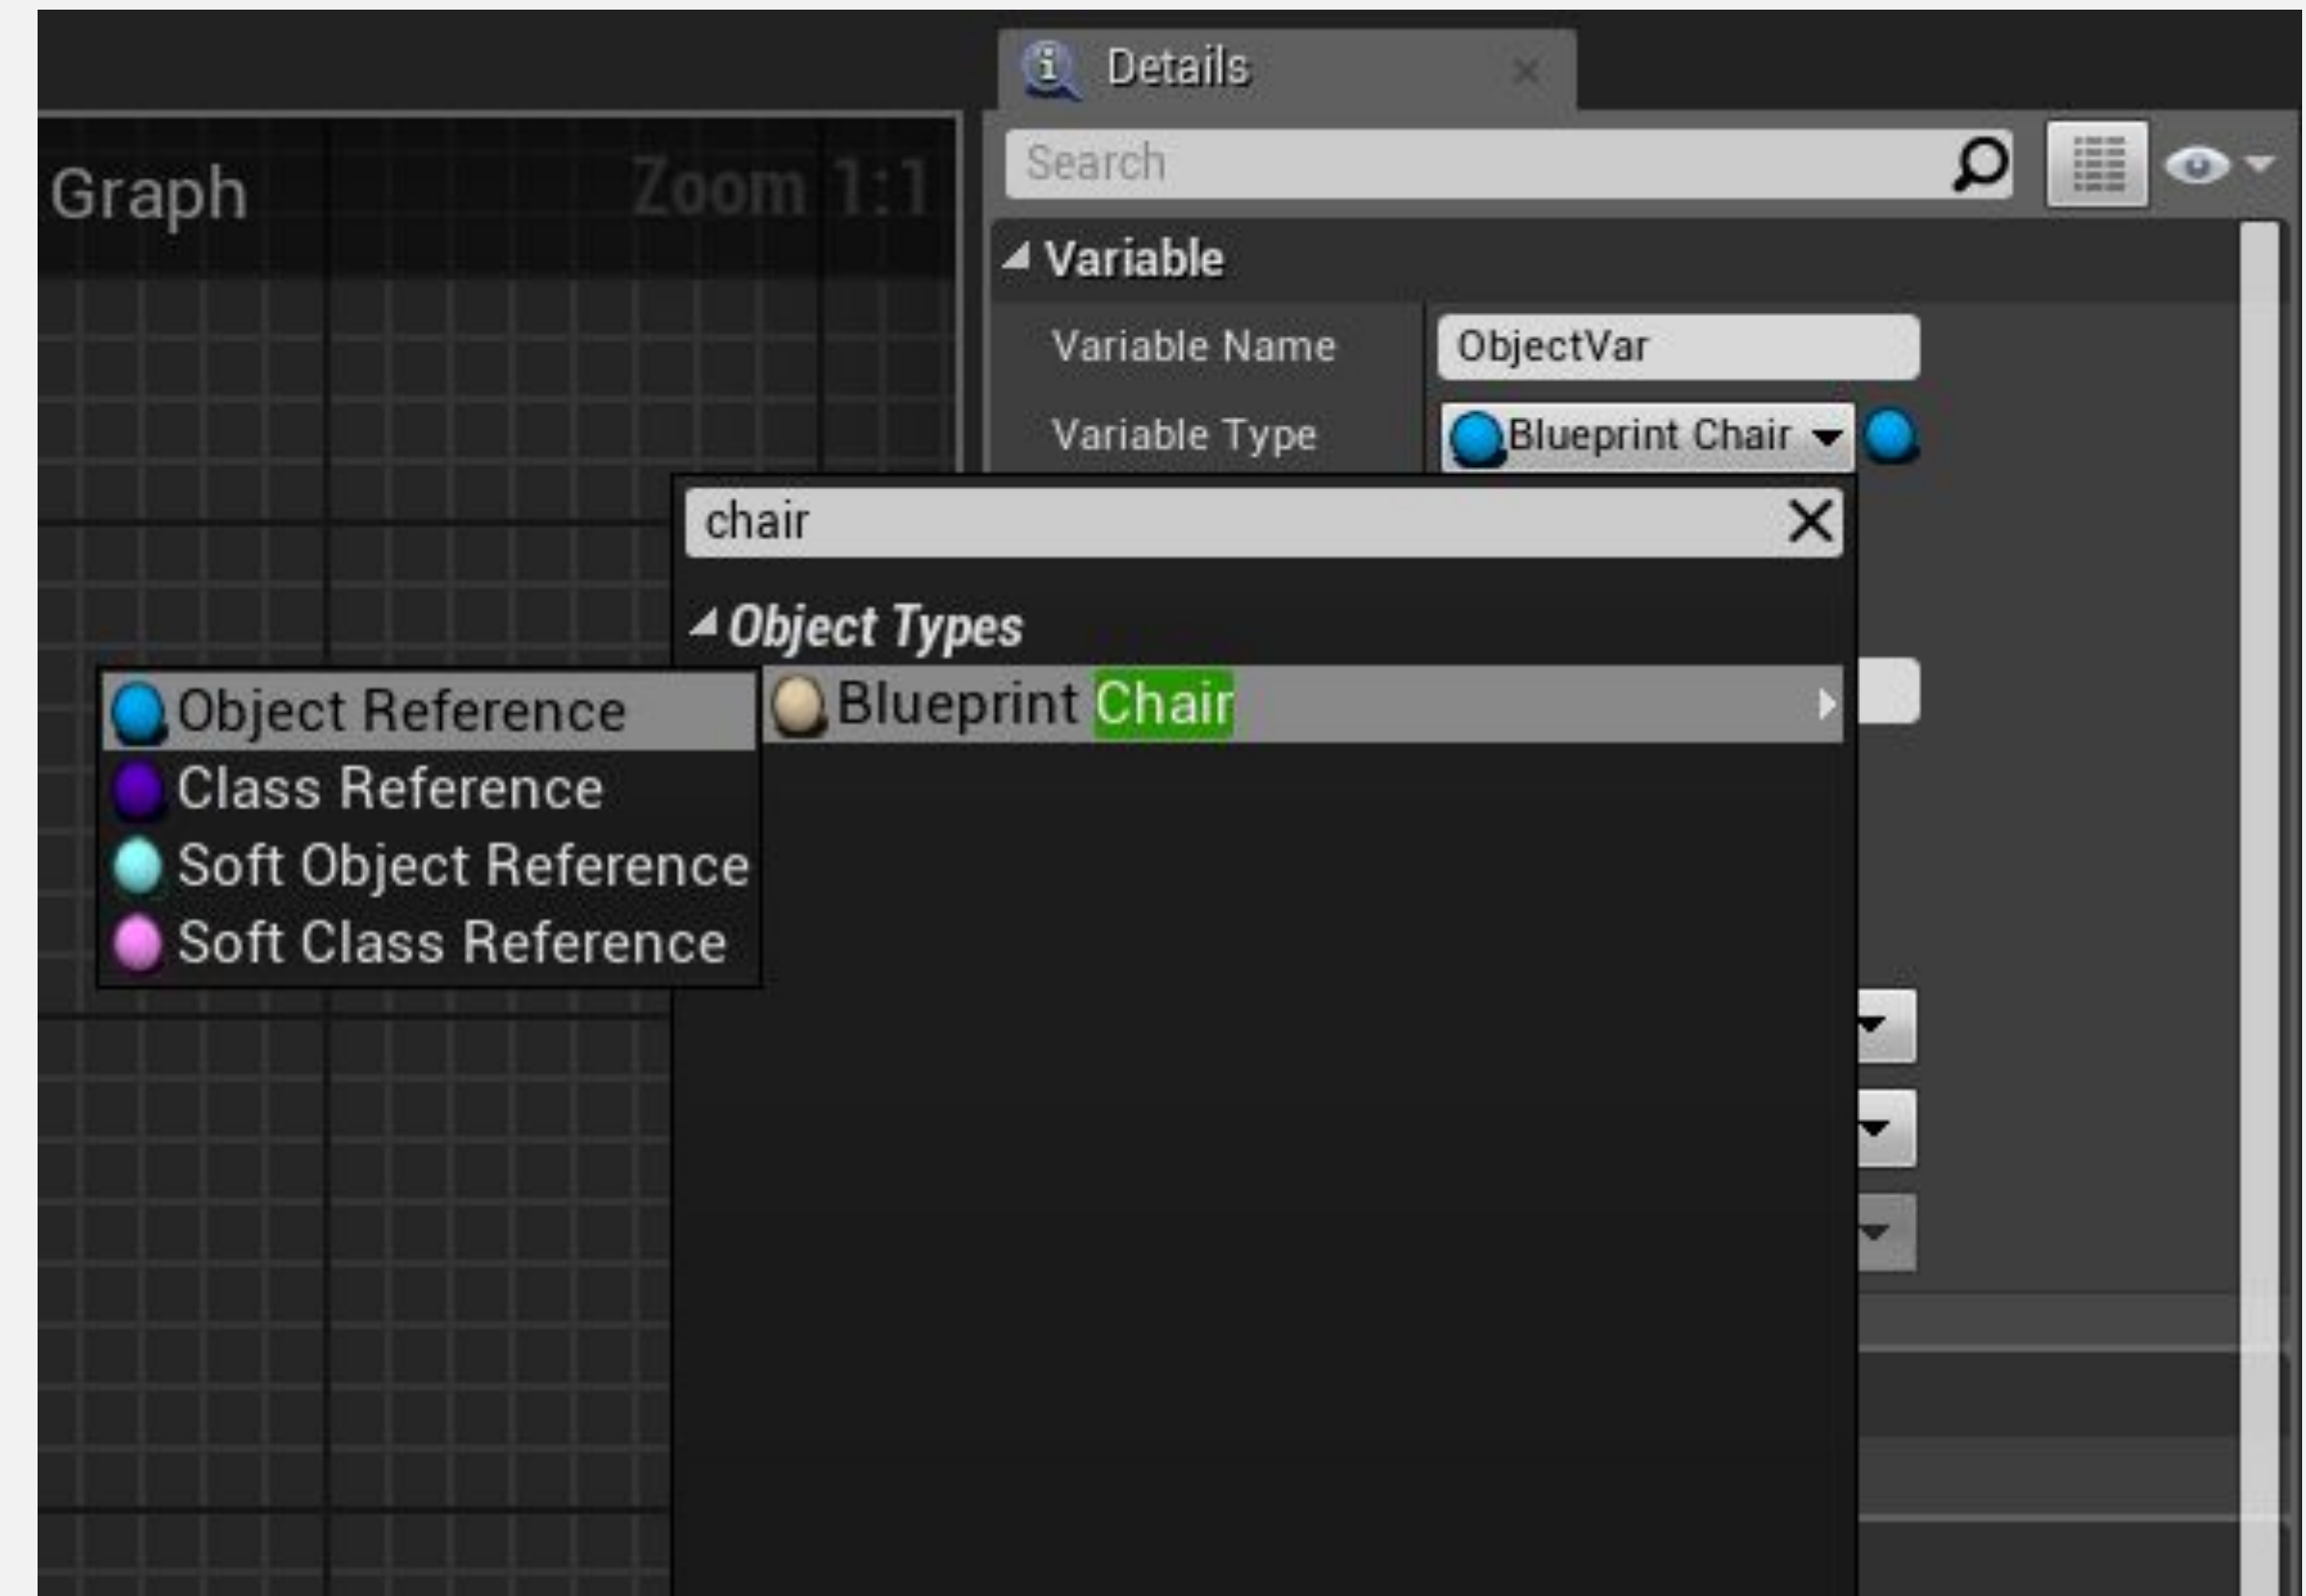 Details
Search
Graph
Zoom 1:1
Variable
Variable Name
ObjectVar
Variable Type
Blueprint Chair
chair
Object Types
Blueprint Chair
Object Reference
Class Reference
Soft Object Reference
Soft Class Reference